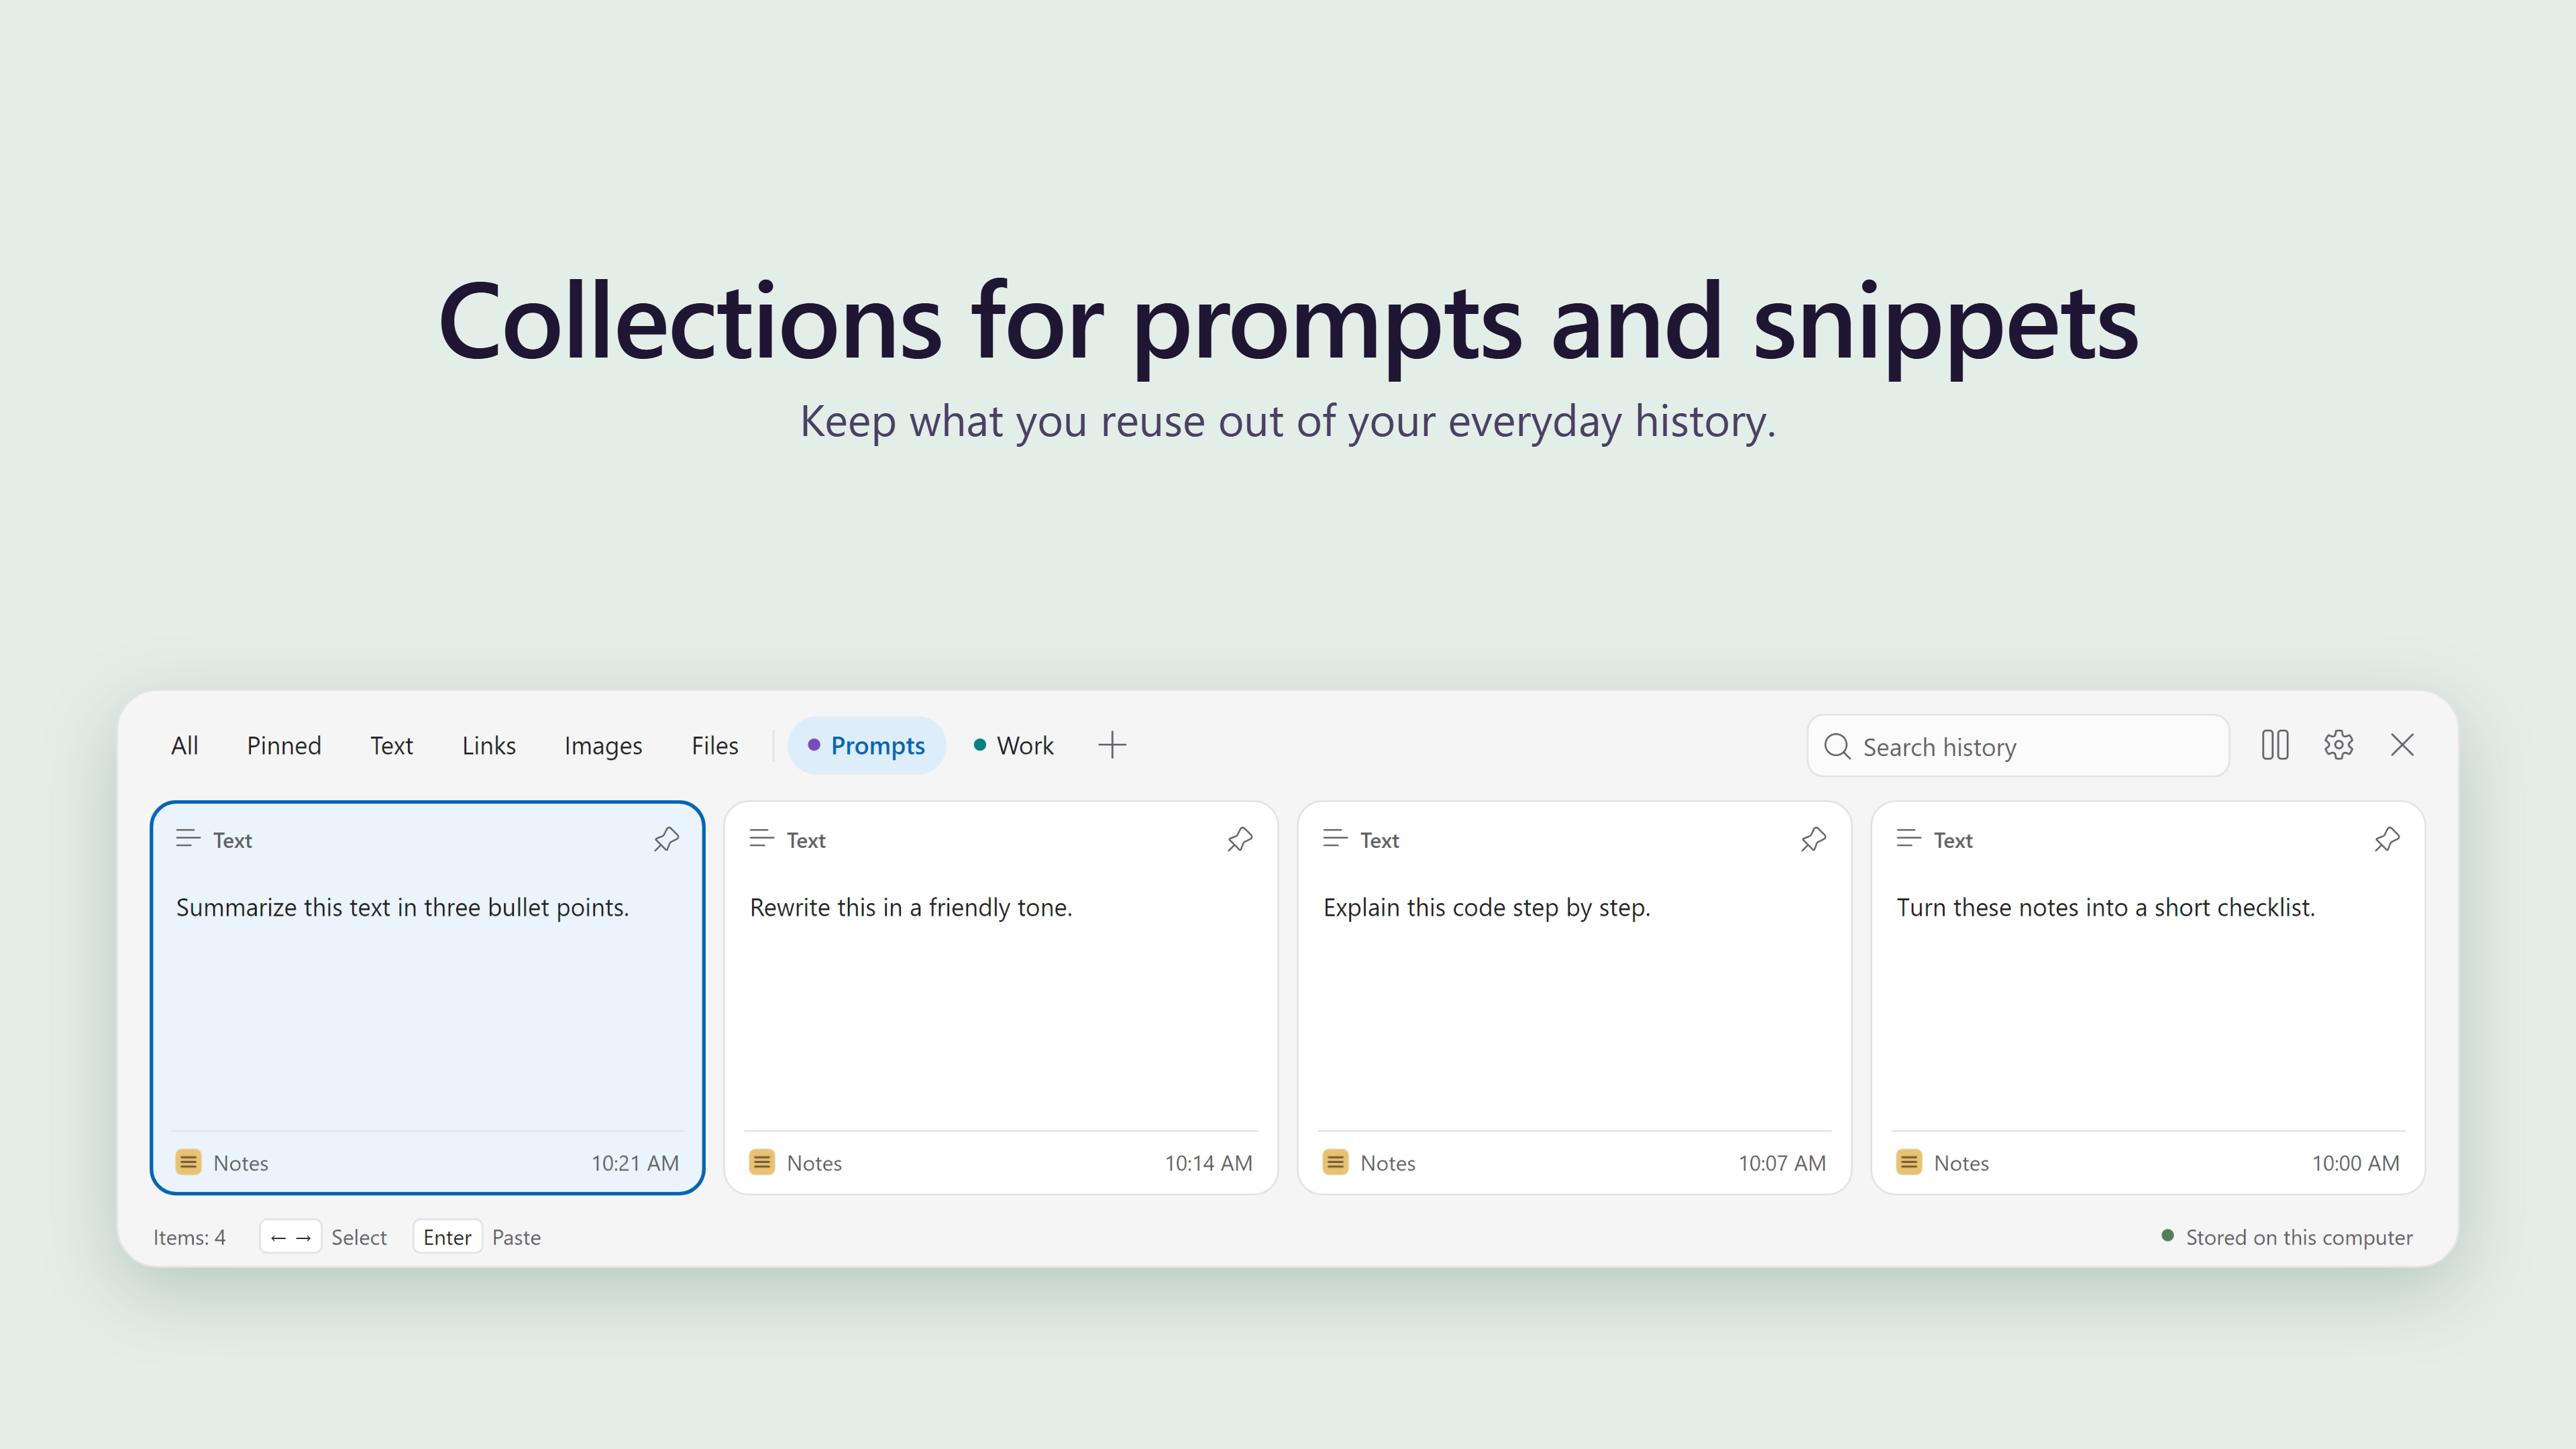 Collections for prompts and snippets
Keep what you reuse out of your everyday history.
All Pinned Text Links Images Files Prompts Work Search history
Text Text Text Text
Summarize this text in three bullet points. Rewrite this in a friendly tone. Explain this code step by step. Turn these notes into a short checklist.
Notes 10:21 AM Notes 10:14 AM Notes 10:07 AM Notes 10:00 AM
Items: 4 ← → Select Enter Paste Stored on this computer